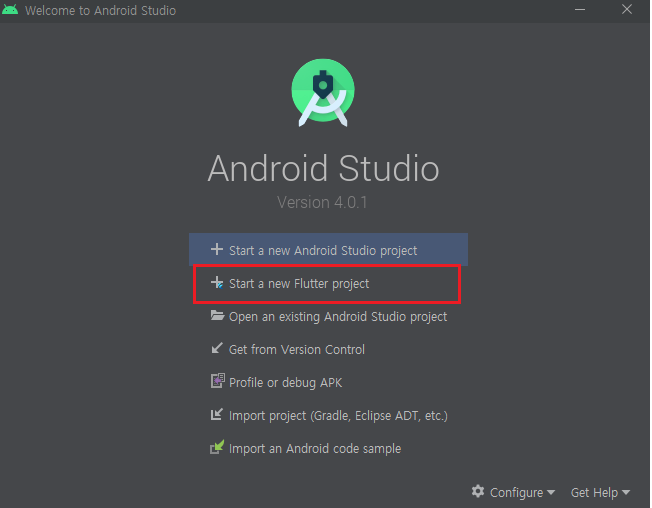 Welcome to Android Studio
Android Studio
Version 4.0.1
Start a new Android Studio project
Start a new Flutter project
Open an existing Android Studio project
Get from Version Control
Profile or debug APK
Import project (Gradle, Eclipse ADT, etc.)
Import an Android code sample
Configure Get Help